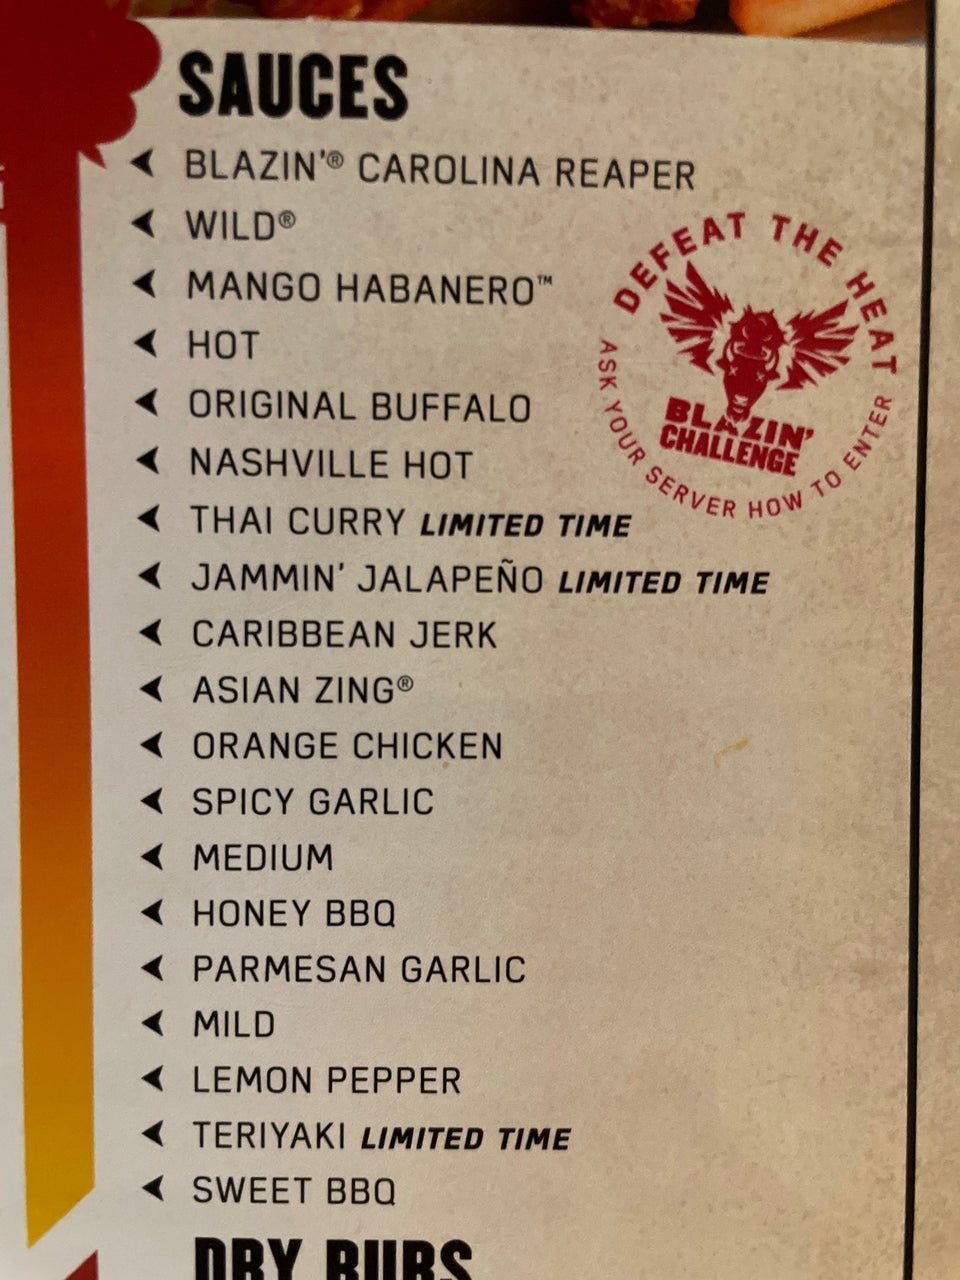 SAUCES
BLAZIN'® CAROLINA REAPER
WILD®
MANGO HABANERO™
HOT
ORIGINAL BUFFALO
NASHVILLE HOT
THAI CURRY LIMITED TIME
JAMMIN' JALAPEÑO LIMITED TIME
CARIBBEAN JERK
ASIAN ZING®
ORANGE CHICKEN
SPICY GARLIC
MEDIUM
HONEY BBQ
PARMESAN GARLIC
MILD
LEMON PEPPER
TERIYAKI LIMITED TIME
SWEET BBQ
DEFEAT THE HEAT
BLAZIN'
CHALLENGE
ASK YOUR SERVER HOW TO ENTER
DRY RUBS